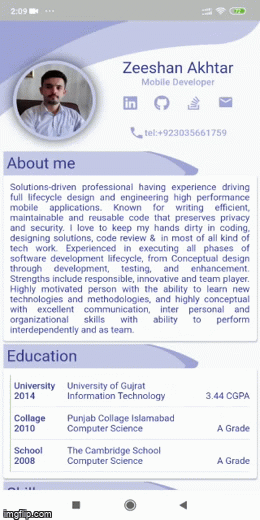 2:09
Zeeshan Akhtar
Mobile Developer
tel:+923035661759
About me
Solutions-driven professional having experience driving
full lifecycle design and engineering high performance
mobile applications. Known for writing efficient,
maintainable and reusable code that preserves privacy
and security. I love to keep my hands dirty in coding,
designing solutions, code review & in most of all kind of
tech work. Experienced in executing all phases of
software development lifecycle, from Conceptual design
through development, testing, and enhancement.
Strengths include responsible, innovative and team player.
Highly motivated person with the ability to learn new
technologies and methodologies, and highly conceptual
with excellent communication, inter personal and
organizational skills with ability to perform
interdependently and as team.
Education
University University of Gujrat
2014 Information Technology 3.44 CGPA
Collage Punjab Collage Islamabad
2010 Computer Science A Grade
School The Cambridge School
2008 Computer Science A Grade
imgflip.com